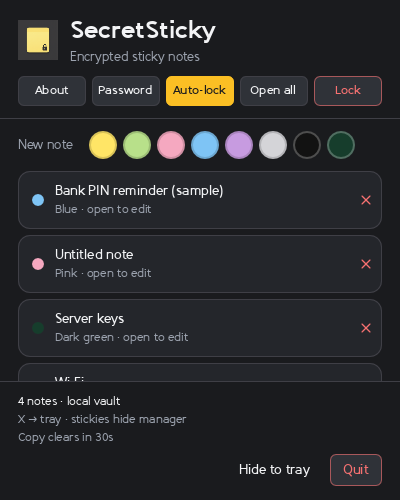 SecretSticky
Encrypted sticky notes
About Password Auto-lock Open all Lock
New note
Bank PIN reminder (sample)
Blue · open to edit
×
Untitled note
Pink · open to edit
×
Server keys
Dark green · open to edit
×
Wi-Fi
4 notes · local vault
X → tray · stickies hide manager
Copy clears in 30s
Hide to tray Quit